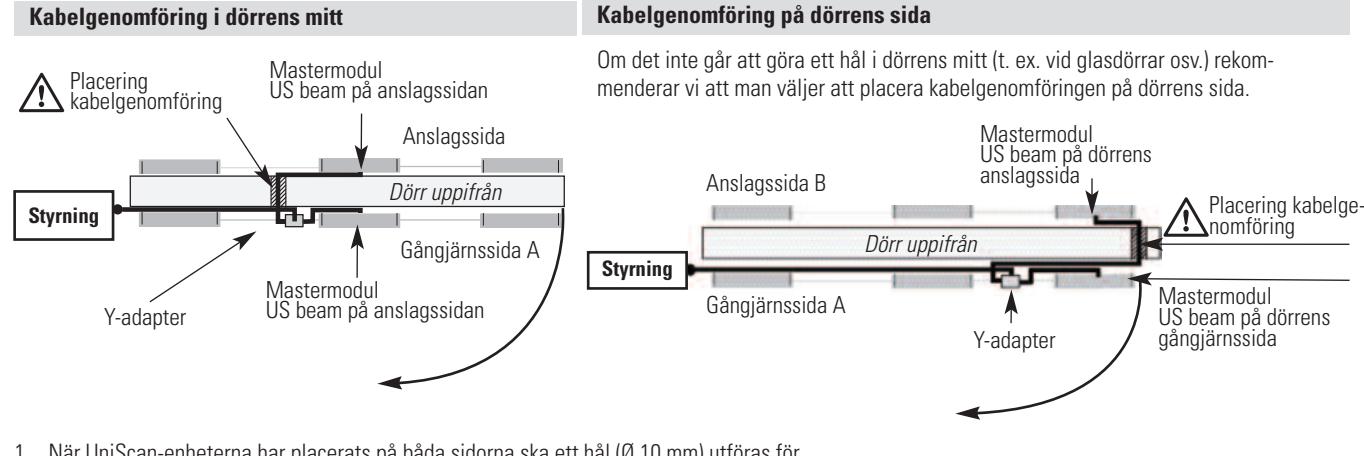 Kabelgenomföring i dörrens mitt
Placering
kabelgenomföring
Mastermodul
US beam på anslagssidan
Anslagssida
Dörr uppifrån
Styrning
Gångjärnssida A
Mastermodul
US beam på anslagssidan
Y-adapter
Kabelgenomföring på dörrens sida
Om det inte går att göra ett hål i dörrens mitt (t. ex. vid glasdörrar osv.) rekom-
menderar vi att man väljer att placera kabelgenomföringen på dörrens sida.
Mastermodul
US beam på dörrens
anslagssida
Anslagssida B
Placering kabelge-
nomföring
Dörr uppifrån
Styrning
Gångjärnssida A
Y-adapter
Mastermodul
US beam på dörrens
gångjärnssida
1. När UniScan-enheterna har placerats på båda sidorna ska ett hål (Ø 10 mm) utföras för